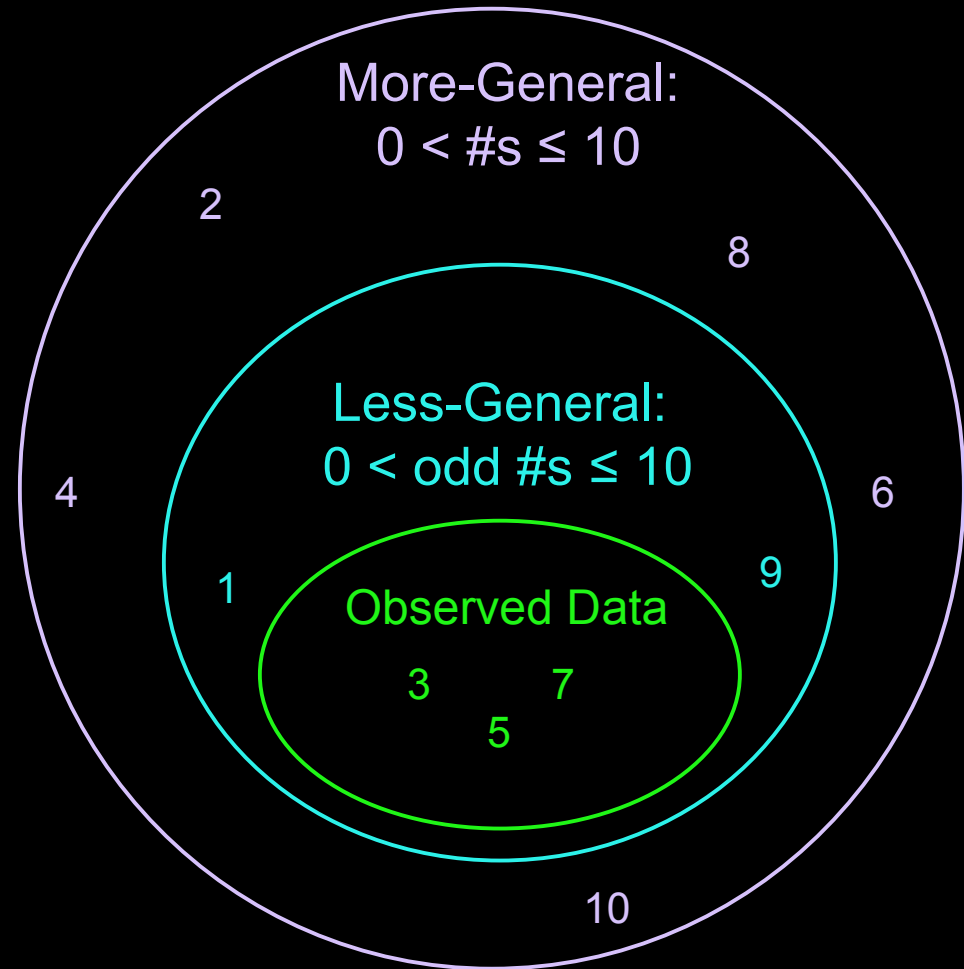 More-General:
0 < #s ≤ 10
2
8
Less-General:
0 < odd #s ≤ 10
4
6
1
9
Observed Data
3
7
5
10